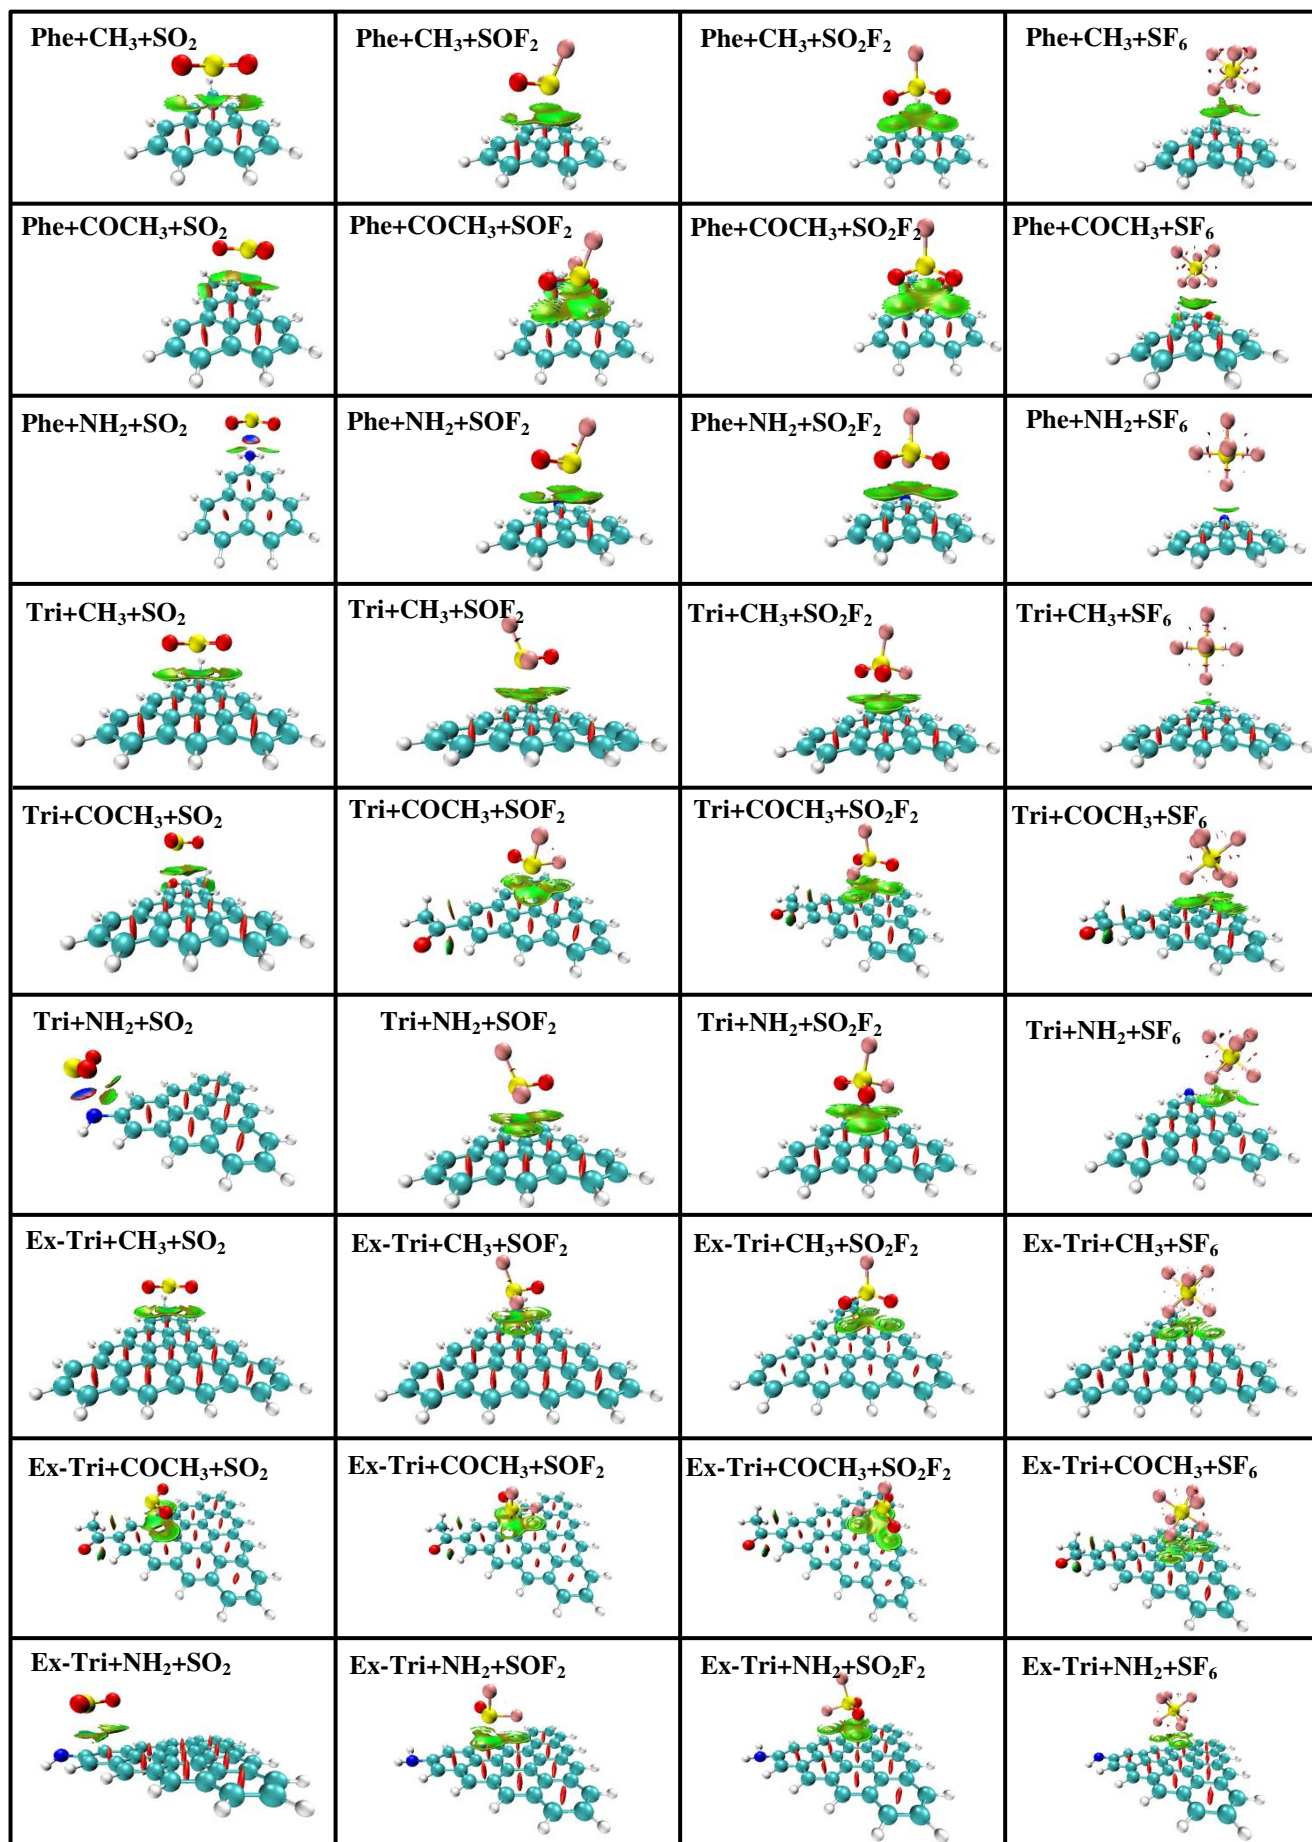 Phe+CH₃+SO₂
Phe+CH₃+SOF₂
Phe+CH₃+SO₂F₂
Phe+CH₃+SF₆
Phe+COCH₃+SO₂
Phe+COCH₃+SOF₂
Phe+COCH₃+SO₂F₂
Phe+COCH₃+SF₆
Phe+NH₂+SO₂
Phe+NH₂+SOF₂
Phe+NH₂+SO₂F₂
Phe+NH₂+SF₆
Tri+CH₃+SO₂
Tri+CH₃+SOF₂
Tri+CH₃+SO₂F₂
Tri+CH₃+SF₆
Tri+COCH₃+SO₂
Tri+COCH₃+SOF₂
Tri+COCH₃+SO₂F₂
Tri+COCH₃+SF₆
Tri+NH₂+SO₂
Tri+NH₂+SOF₂
Tri+NH₂+SO₂F₂
Tri+NH₂+SF₆
Ex-Tri+CH₃+SO₂
Ex-Tri+CH₃+SOF₂
Ex-Tri+CH₃+SO₂F₂
Ex-Tri+CH₃+SF₆
Ex-Tri+COCH₃+SO₂
Ex-Tri+COCH₃+SOF₂
Ex-Tri+COCH₃+SO₂F₂
Ex-Tri+COCH₃+SF₆
Ex-Tri+NH₂+SO₂
Ex-Tri+NH₂+SOF₂
Ex-Tri+NH₂+SO₂F₂
Ex-Tri+NH₂+SF₆